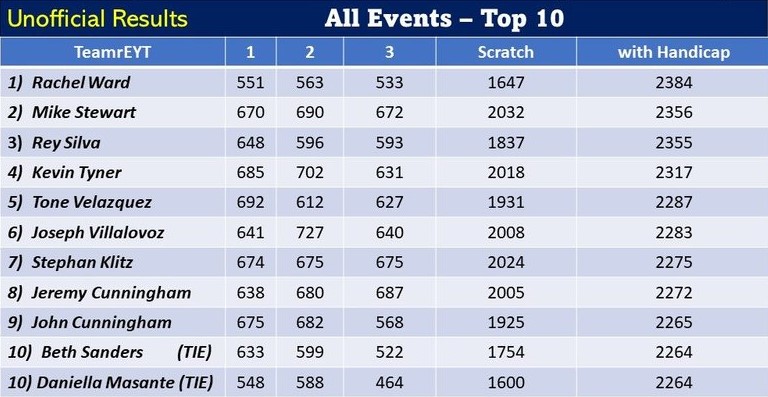 Unofficial Results All Events – Top 10
TeamrEYT 1 2 3 Scratch with Handicap
1) Rachel Ward 551 563 533 1647 2384
2) Mike Stewart 670 690 672 2032 2356
3) Rey Silva 648 596 593 1837 2355
4) Kevin Tyner 685 702 631 2018 2317
5) Tone Velazquez 692 612 627 1931 2287
6) Joseph Villalovoz 641 727 640 2008 2283
7) Stephan Klitz 674 675 675 2024 2275
8) Jeremy Cunningham 638 680 687 2005 2272
9) John Cunningham 675 682 568 1925 2265
10) Beth Sanders (TIE) 633 599 522 1754 2264
10) Daniella Masante (TIE) 548 588 464 1600 2264